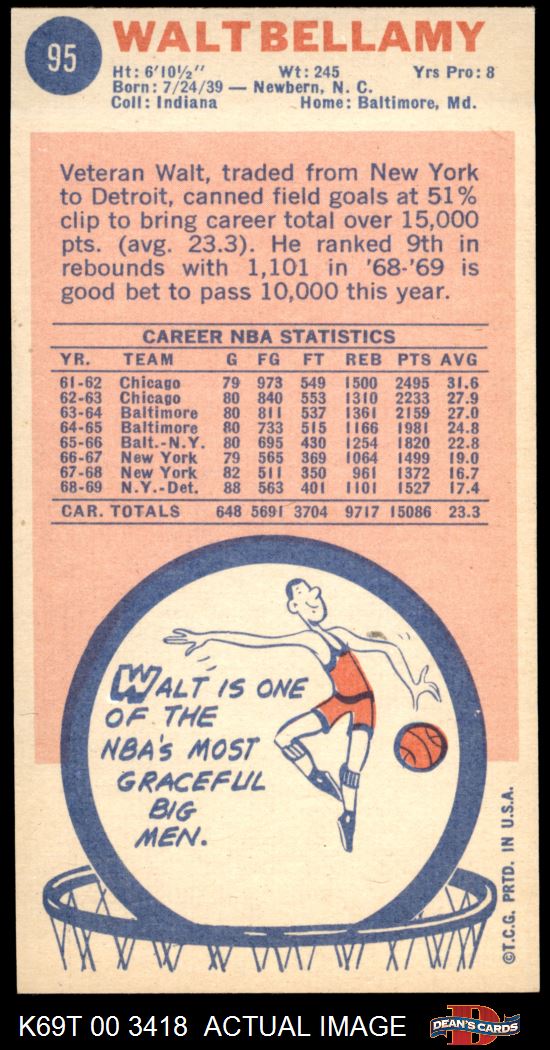 95
WALT BELLAMY
Ht: 6'10½" Wt: 245 Yrs Pro: 8
Born: 7/24/39 — Newbern, N. C.
Coll: Indiana Home: Baltimore, Md.
Veteran Walt, traded from New York
to Detroit, canned field goals at 51%
clip to bring career total over 15,000
pts. (avg. 23.3). He ranked 9th in
rebounds with 1,101 in '68-'69 is
good bet to pass 10,000 this year.
CAREER NBA STATISTICS
YR. TEAM G FG FT REB PTS AVG
61-62 Chicago 79 973 549 1500 2495 31.6
62-63 Chicago 80 840 553 1310 2233 27.9
63-64 Baltimore 80 811 537 1361 2159 27.0
64-65 Baltimore 80 733 515 1166 1981 24.8
65-66 Balt.-N.Y. 80 695 430 1254 1820 22.8
66-67 New York 79 565 369 1064 1499 19.0
67-68 New York 82 511 350 961 1372 16.7
68-69 N.Y.-Det. 88 563 401 1101 1527 17.4
CAR. TOTALS 648 5691 3704 9717 15086 23.3
WALT IS ONE
OF THE
NBA'S MOST
GRACEFUL
BIG
MEN.
©T.C.G. PRTD. IN U.S.A.
K69T 00 3418 ACTUAL IMAGE
D
DEAN'S CARDS